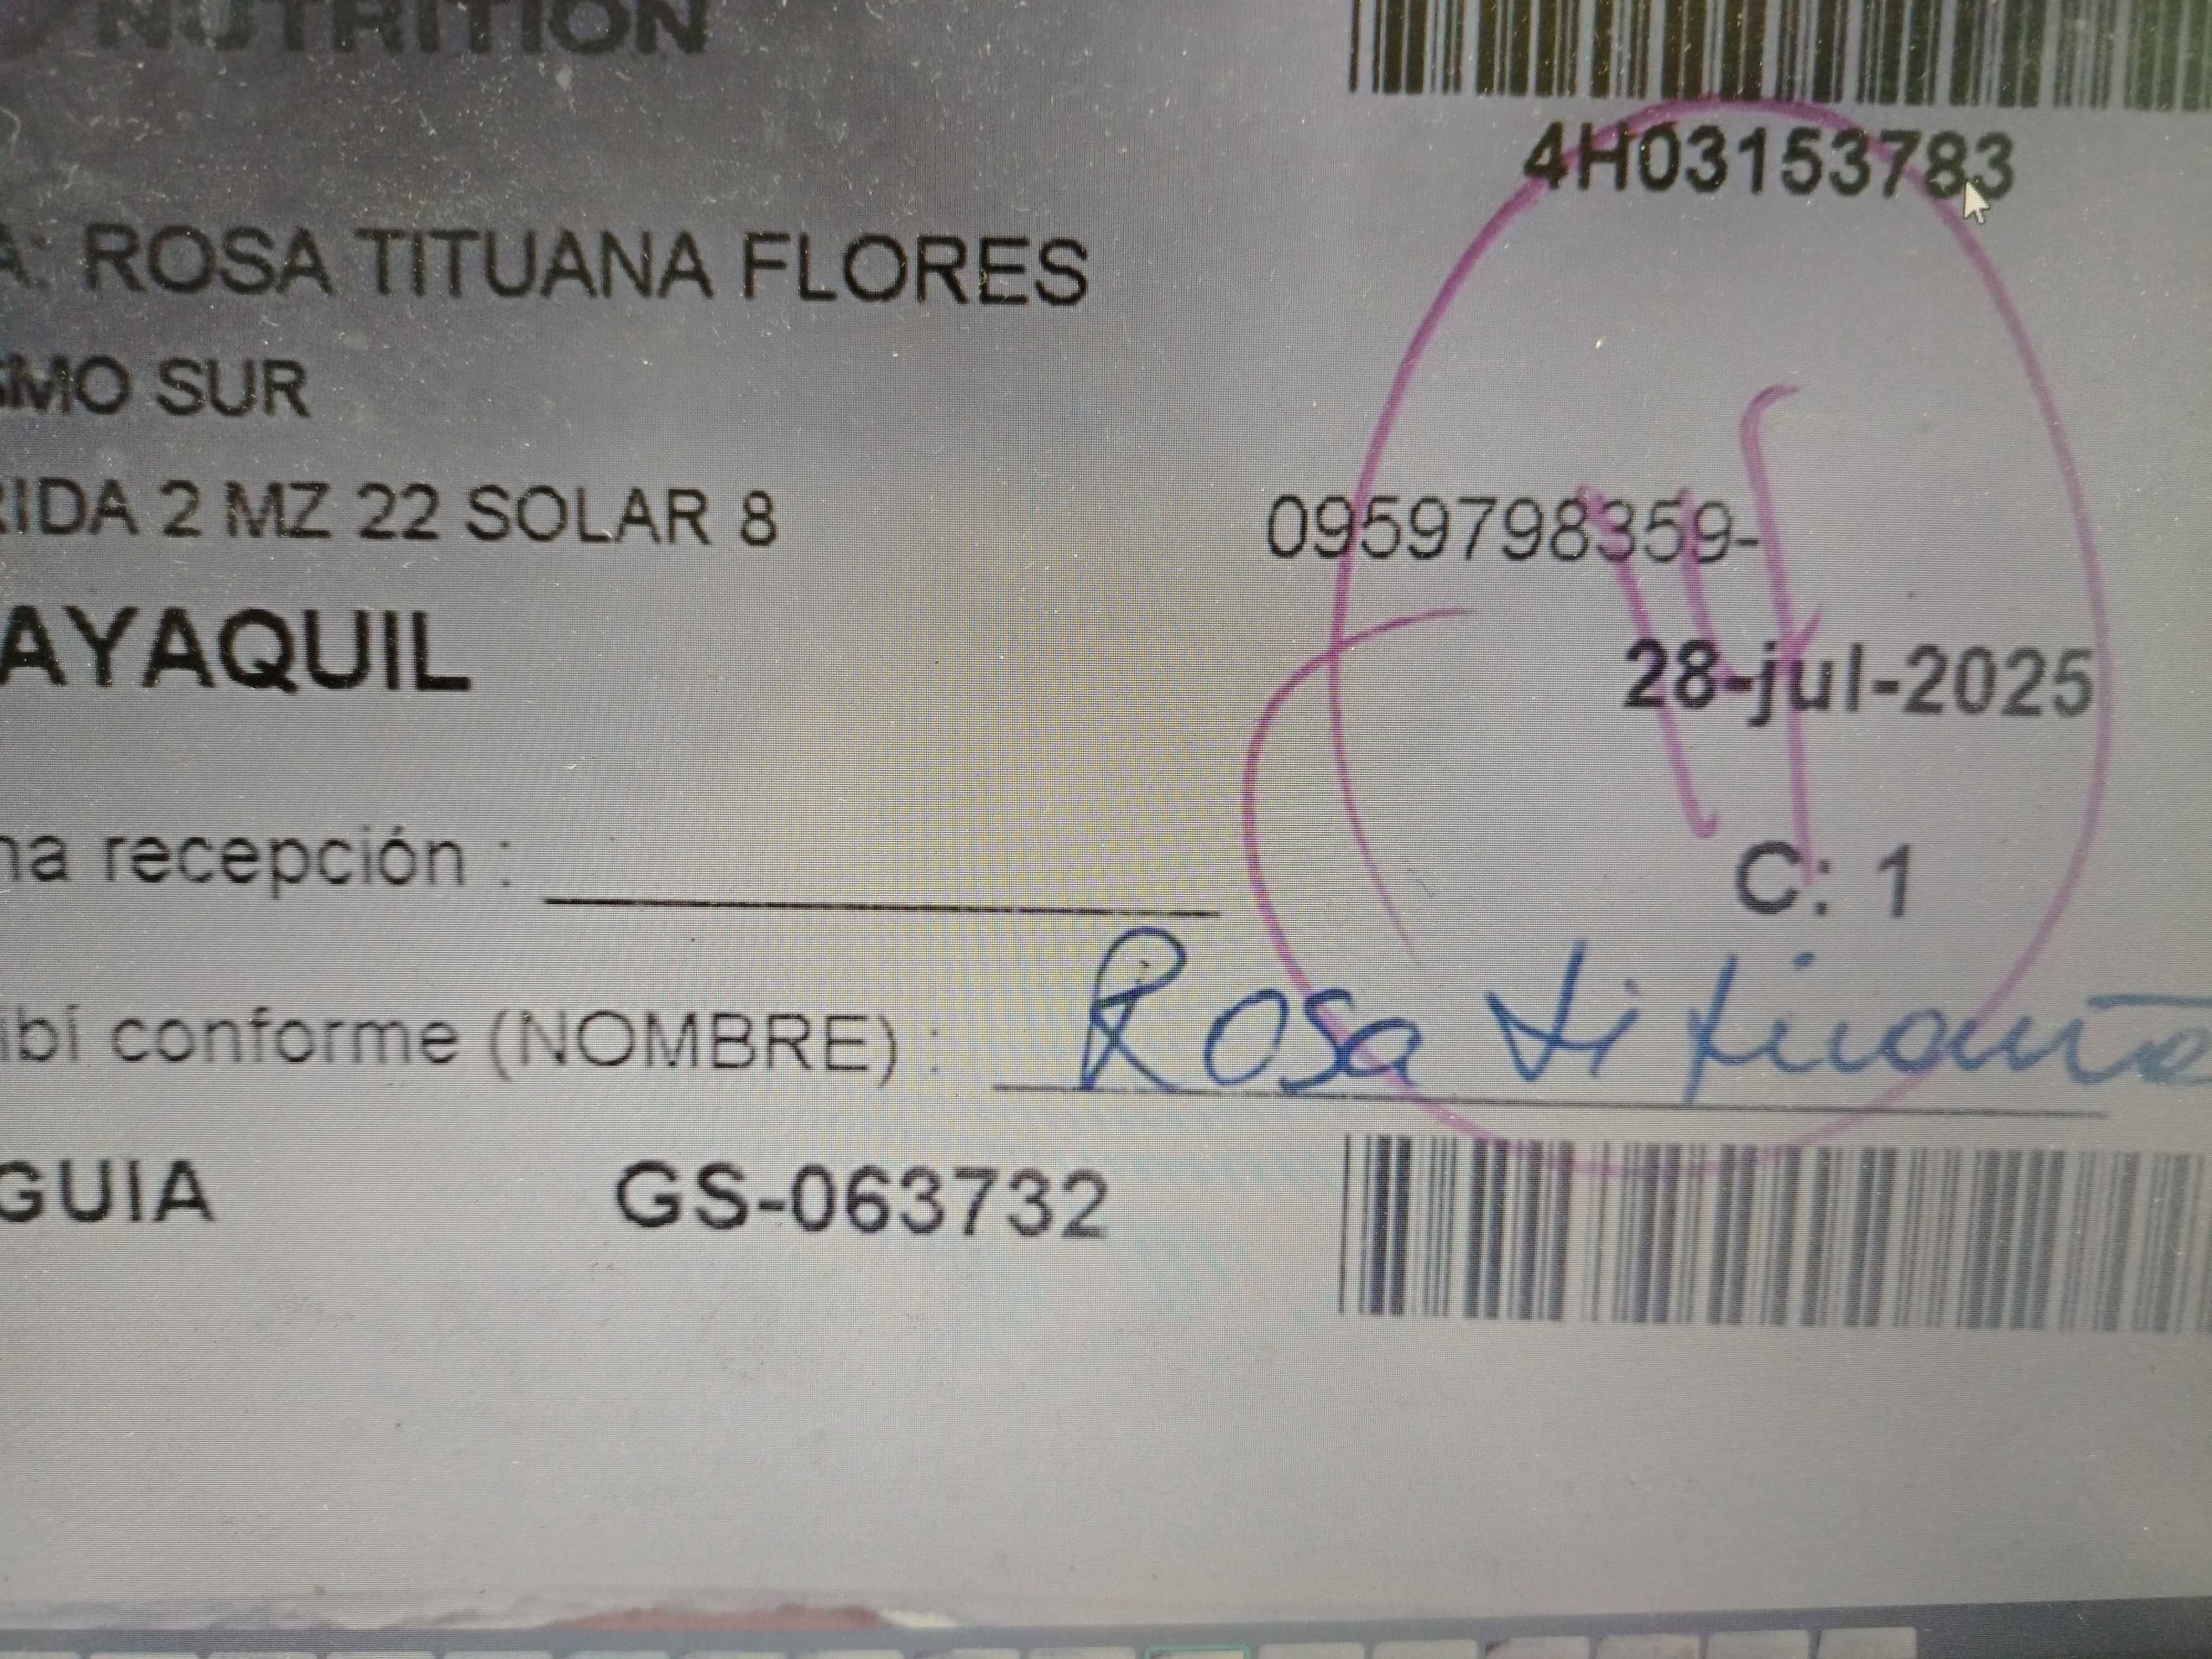 NUTRITION
4H03153783
A: ROSA TITUANA FLORES
SMO SUR
RIDA 2 MZ 22 SOLAR 8 0959798359-
AYAQUIL 28-jul-2025
na recepción :
C: 1
ibí conforme (NOMBRE) : Rosa tituana
GUIA GS-063732